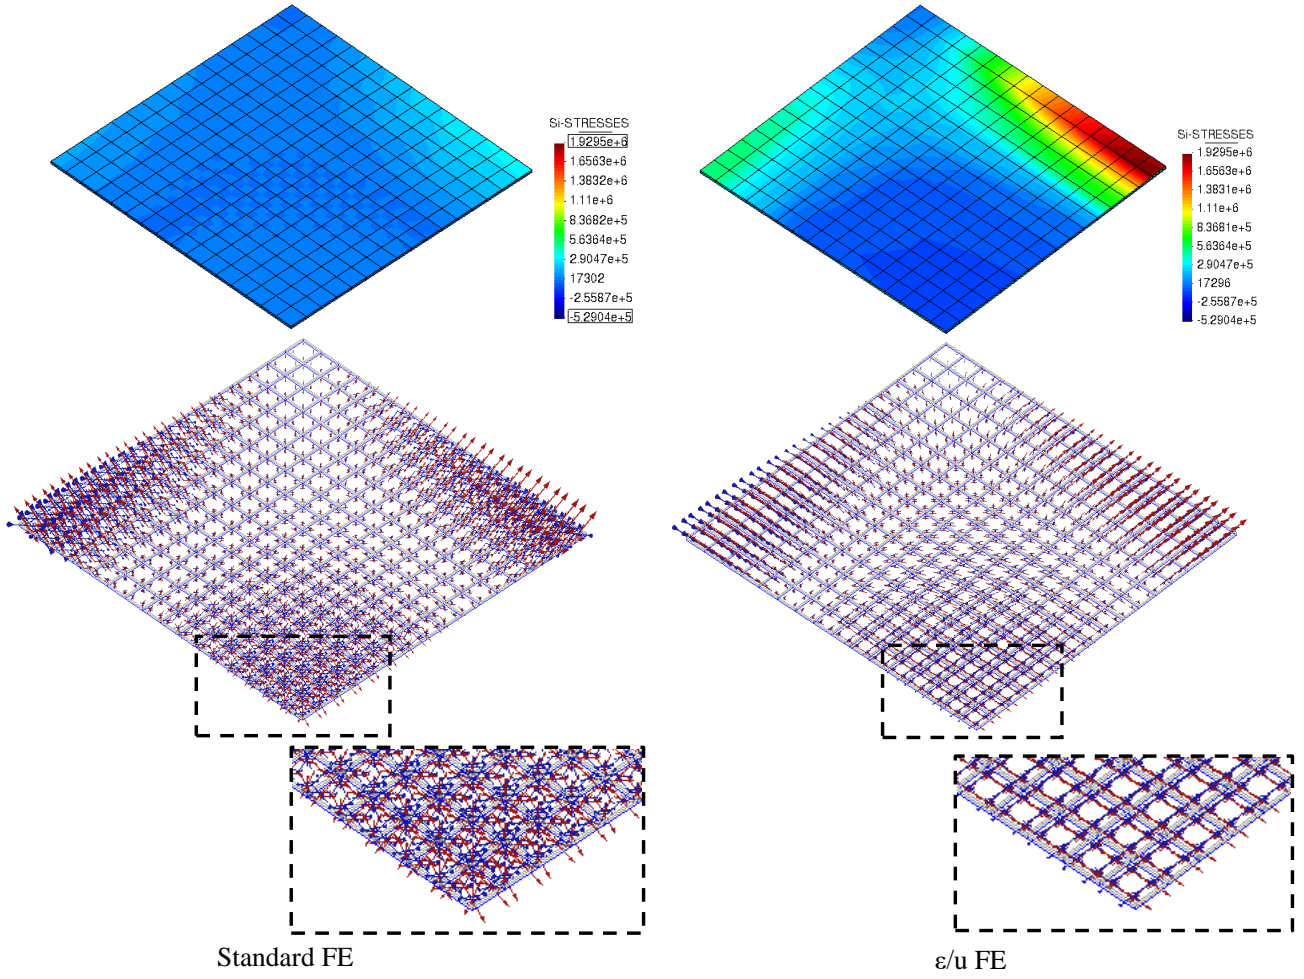 Si-STRESSES
1.9295e+6
1.6563e+6
1.3832e+6
1.11e+6
8.3682e+5
5.6364e+5
2.9047e+5
17302
-2.5587e+5
-5.2904e+5
Si-STRESSES
1.9295e+6
1.6563e+6
1.3831e+6
1.11e+6
8.3681e+5
5.6364e+5
2.9047e+5
17296
-2.5587e+5
-5.2904e+5
Standard FE
ε/u FE